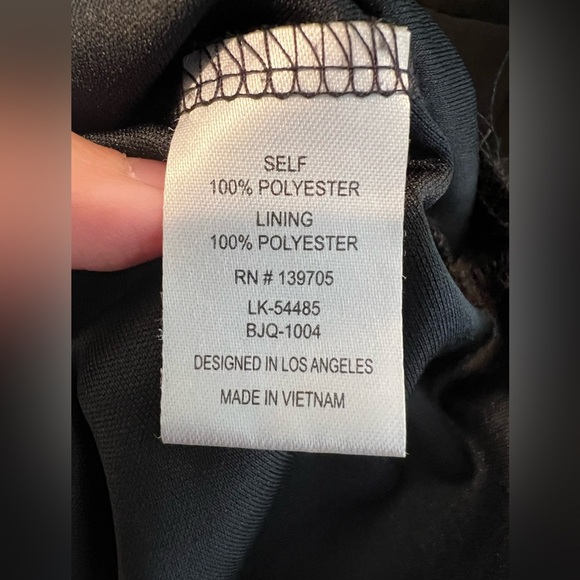 SELF
100% POLYESTER
LINING
100% POLYESTER
RN # 139705
LK-54485
BJQ-1004
DESIGNED IN LOS ANGELES
MADE IN VIETNAM